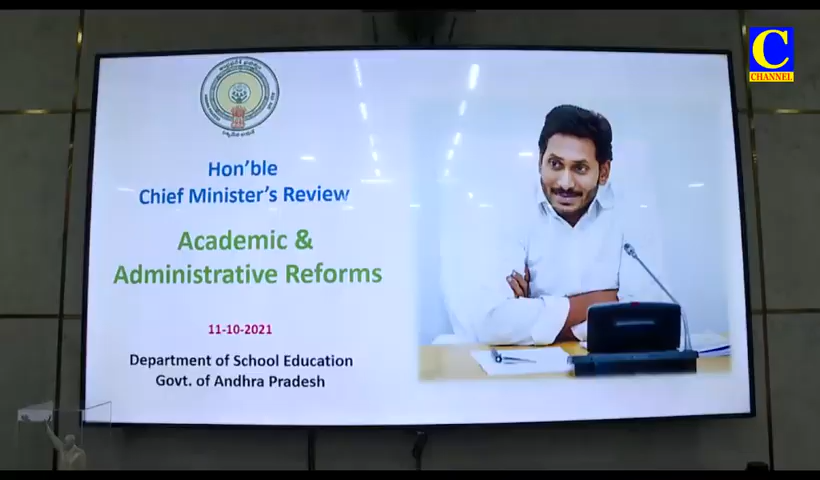 C
CHANNEL
Hon’ble
Chief Minister’s Review
Academic &
Administrative Reforms
11-10-2021
Department of School Education
Govt. of Andhra Pradesh